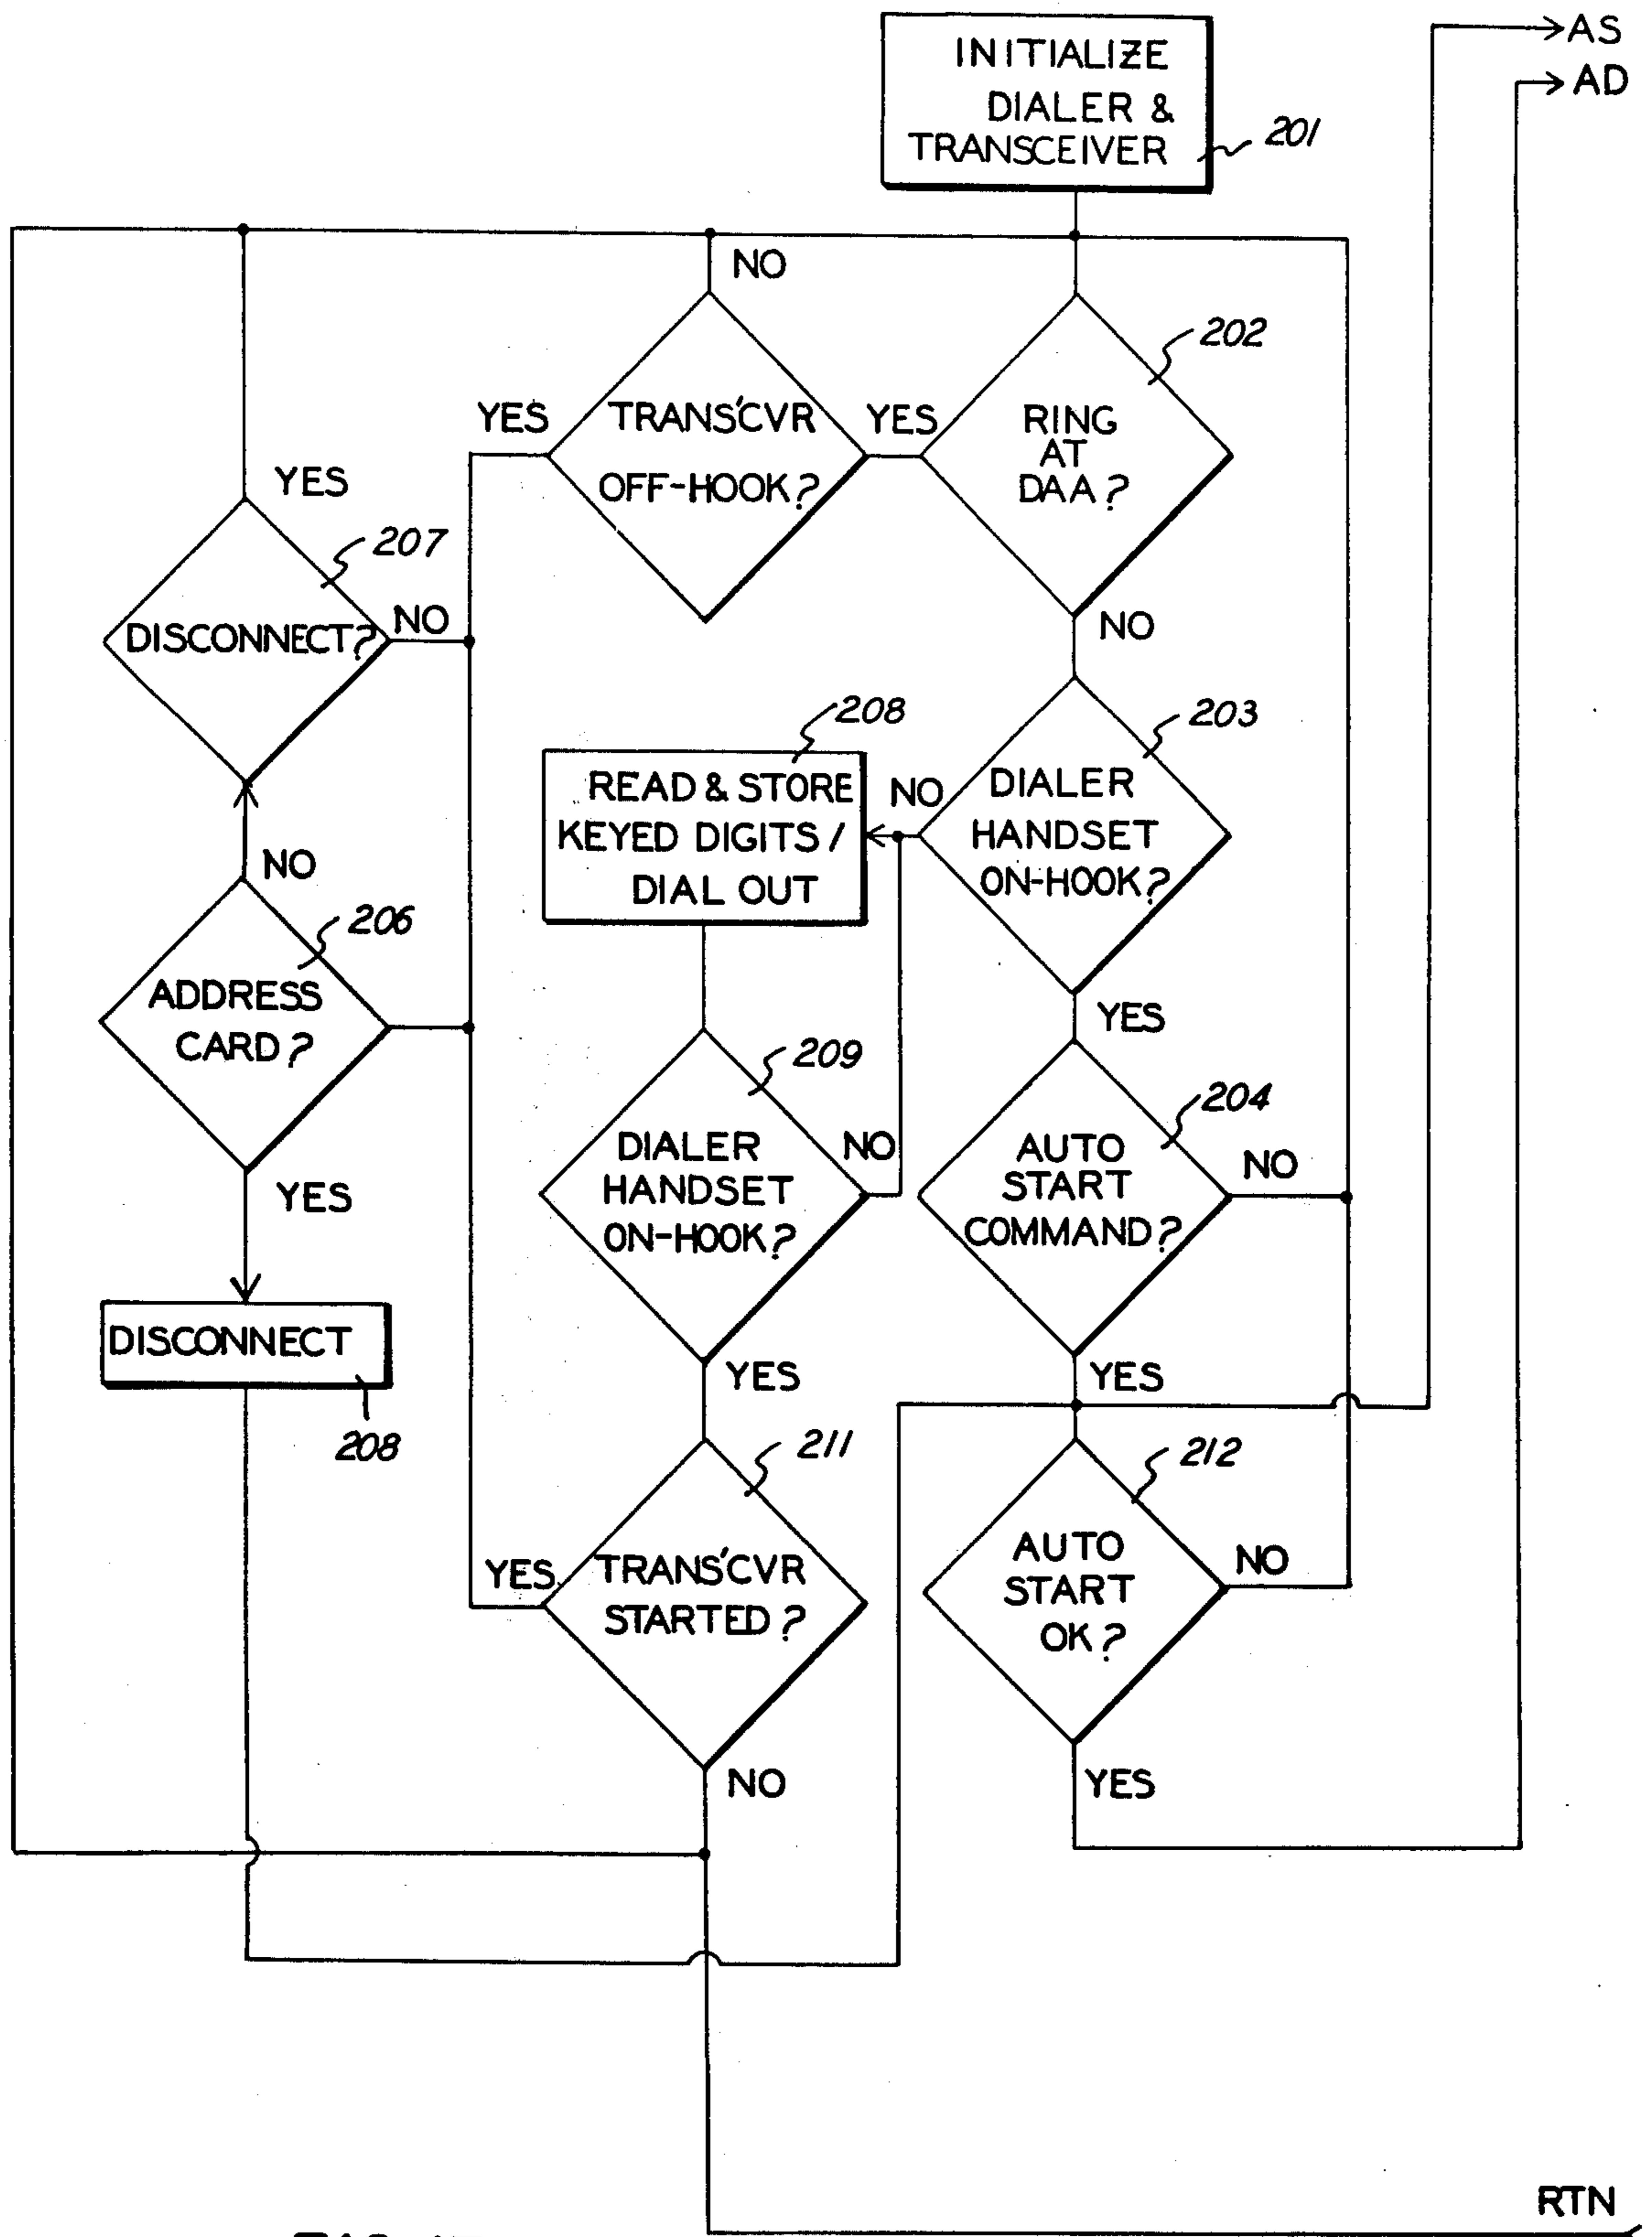 AS
AD
INITIALIZE
DIALER &
TRANSCEIVER
201
NO
202
YES
TRANS'CVR
OFF-HOOK?
YES
RING
AT
DAA?
YES
207
NO
DISCONNECT?
NO
208
203
READ & STORE
KEYED DIGITS /
DIAL OUT
NO
DIALER
HANDSET
ON-HOOK?
NO
206
ADDRESS
CARD?
YES
209
204
DIALER
HANDSET
ON-HOOK?
NO
AUTO
START
COMMAND?
NO
YES
DISCONNECT
208
YES
YES
211
212
YES
TRANS'CVR
STARTED?
AUTO
START
OK?
NO
NO
YES
RTN